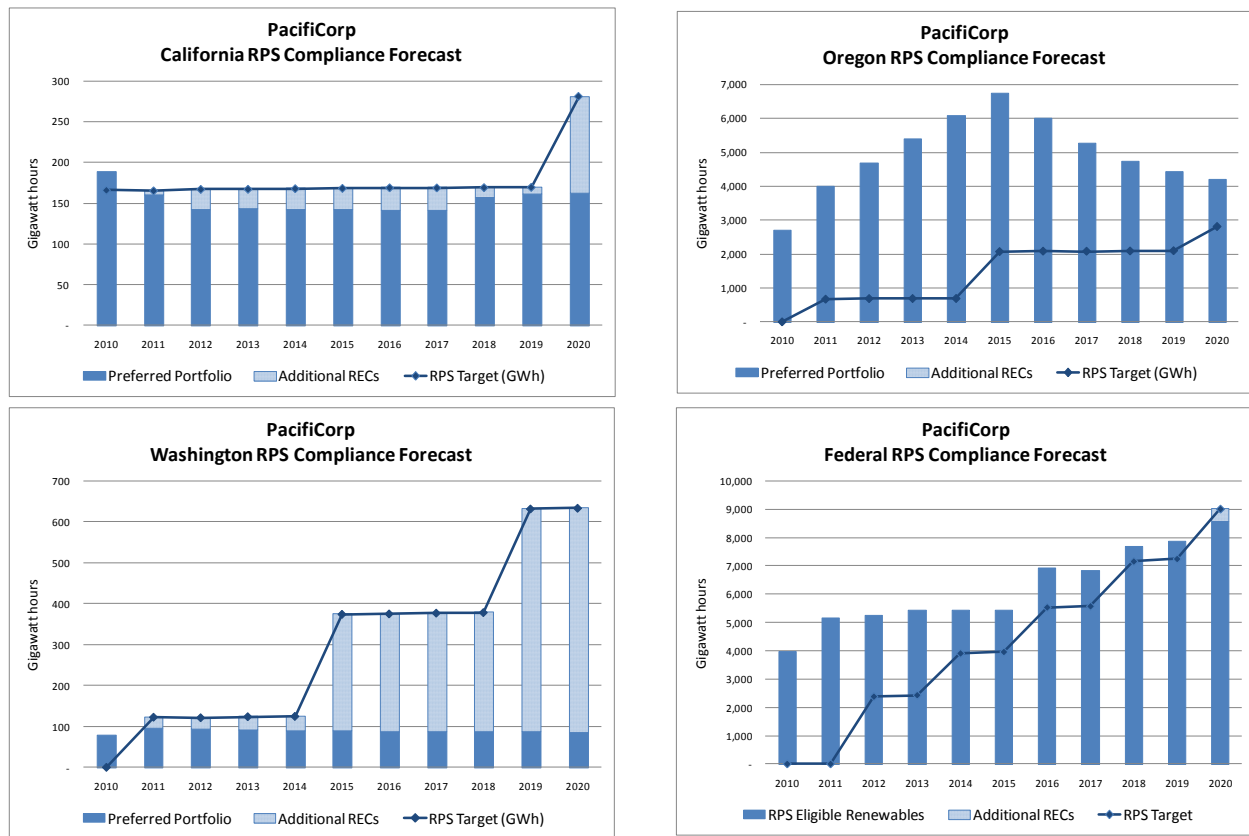 PacifiCorp
California RPS Compliance Forecast
300
250
200
150
100
50
-
Gigawatt hours
2010 2011 2012 2013 2014 2015 2016 2017 2018 2019 2020
Preferred Portfolio Additional RECs RPS Target (GWh)
PacifiCorp
Oregon RPS Compliance Forecast
7,000
6,000
5,000
4,000
3,000
2,000
1,000
-
Gigawatt hours
2010 2011 2012 2013 2014 2015 2016 2017 2018 2019 2020
Preferred Portfolio Additional RECs RPS Target (GWh)
PacifiCorp
Washington RPS Compliance Forecast
700
600
500
400
300
200
100
-
Gigawatt hours
2010 2011 2012 2013 2014 2015 2016 2017 2018 2019 2020
Preferred Portfolio Additional RECs RPS Target (GWh)
PacifiCorp
Federal RPS Compliance Forecast
10,000
9,000
8,000
7,000
6,000
5,000
4,000
3,000
2,000
1,000
-
Gigawatt hours
2010 2011 2012 2013 2014 2015 2016 2017 2018 2019 2020
RPS Eligible Renewables Additional RECs RPS Target